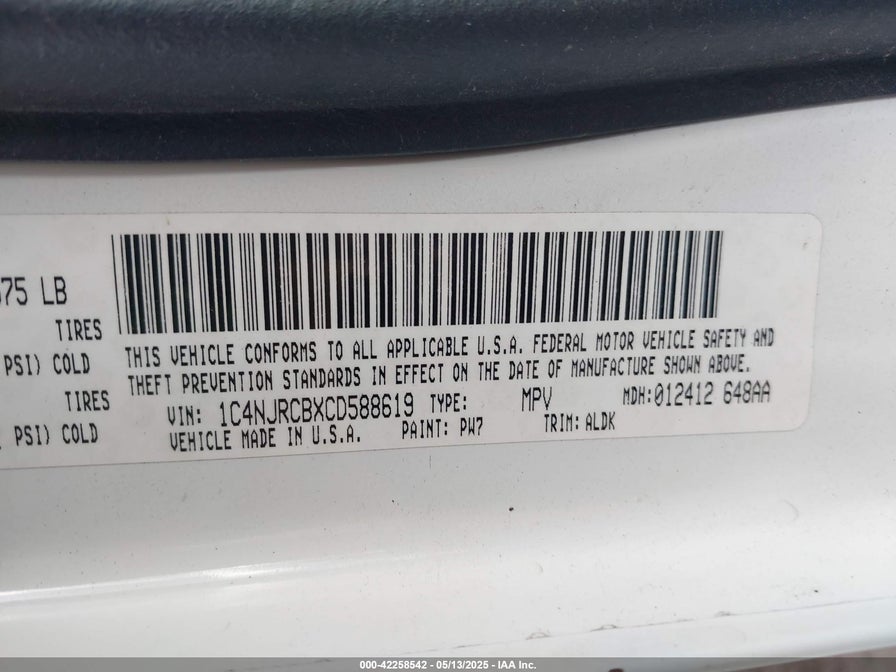 75 LB
TIRES
PSI) COLD
TIRES
PSI) COLD
THIS VEHICLE CONFORMS TO ALL APPLICABLE U.S.A. FEDERAL MOTOR VEHICLE SAFETY AND
THEFT PREVENTION STANDARDS IN EFFECT ON THE DATE OF MANUFACTURE SHOWN ABOVE.
VIN: 1C4NJRCBXCD588619 TYPE: MPV MDH:012412 648AA
VEHICLE MADE IN U.S.A. PAINT: PW7 TRIM: ALDK
000-42258542 - 05/13/2025 - IAA Inc.